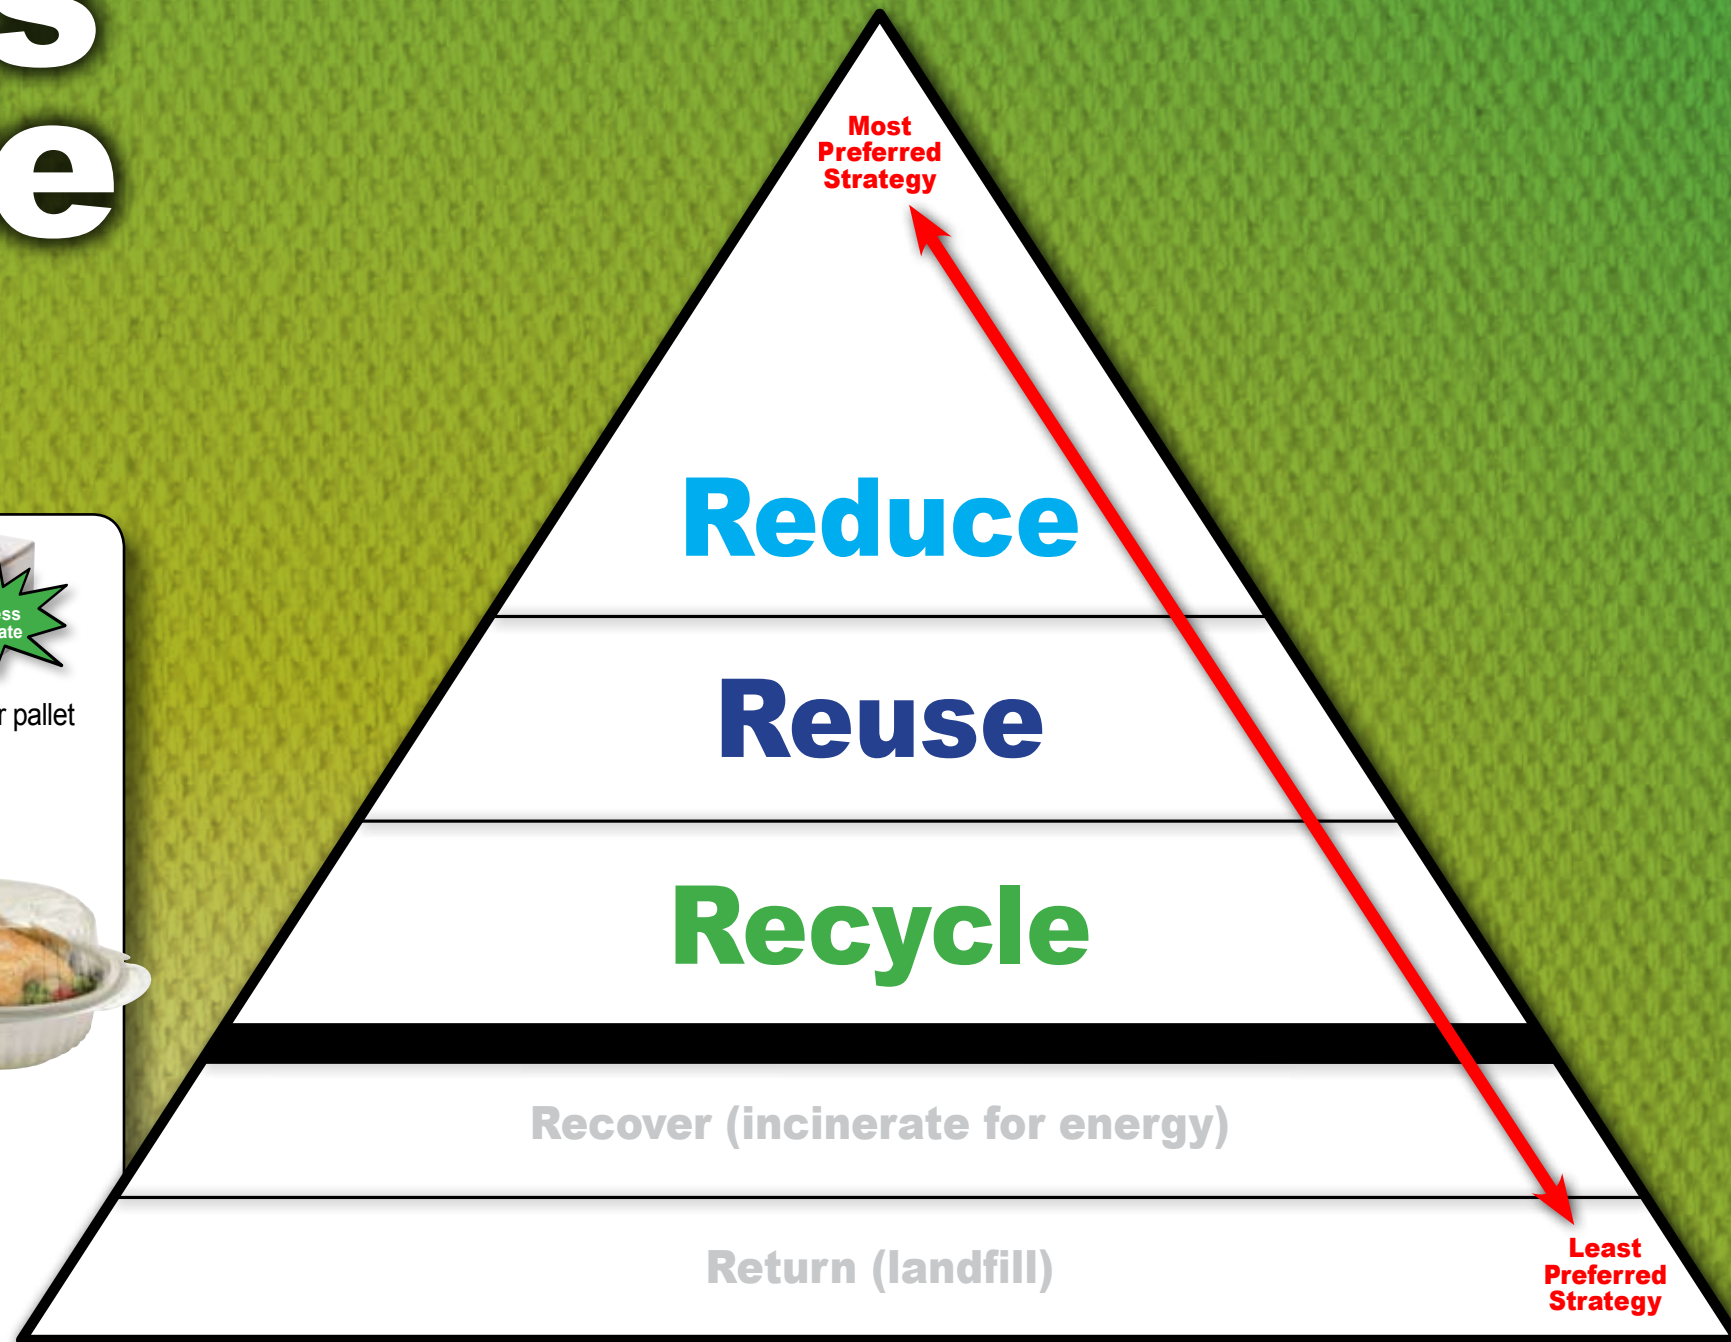 s
e
Most
Preferred
Strategy
Reduce
Reuse
pallet
Recycle
Recover (incinerate for energy)
Return (landfill)
Least
Preferred
Strategy